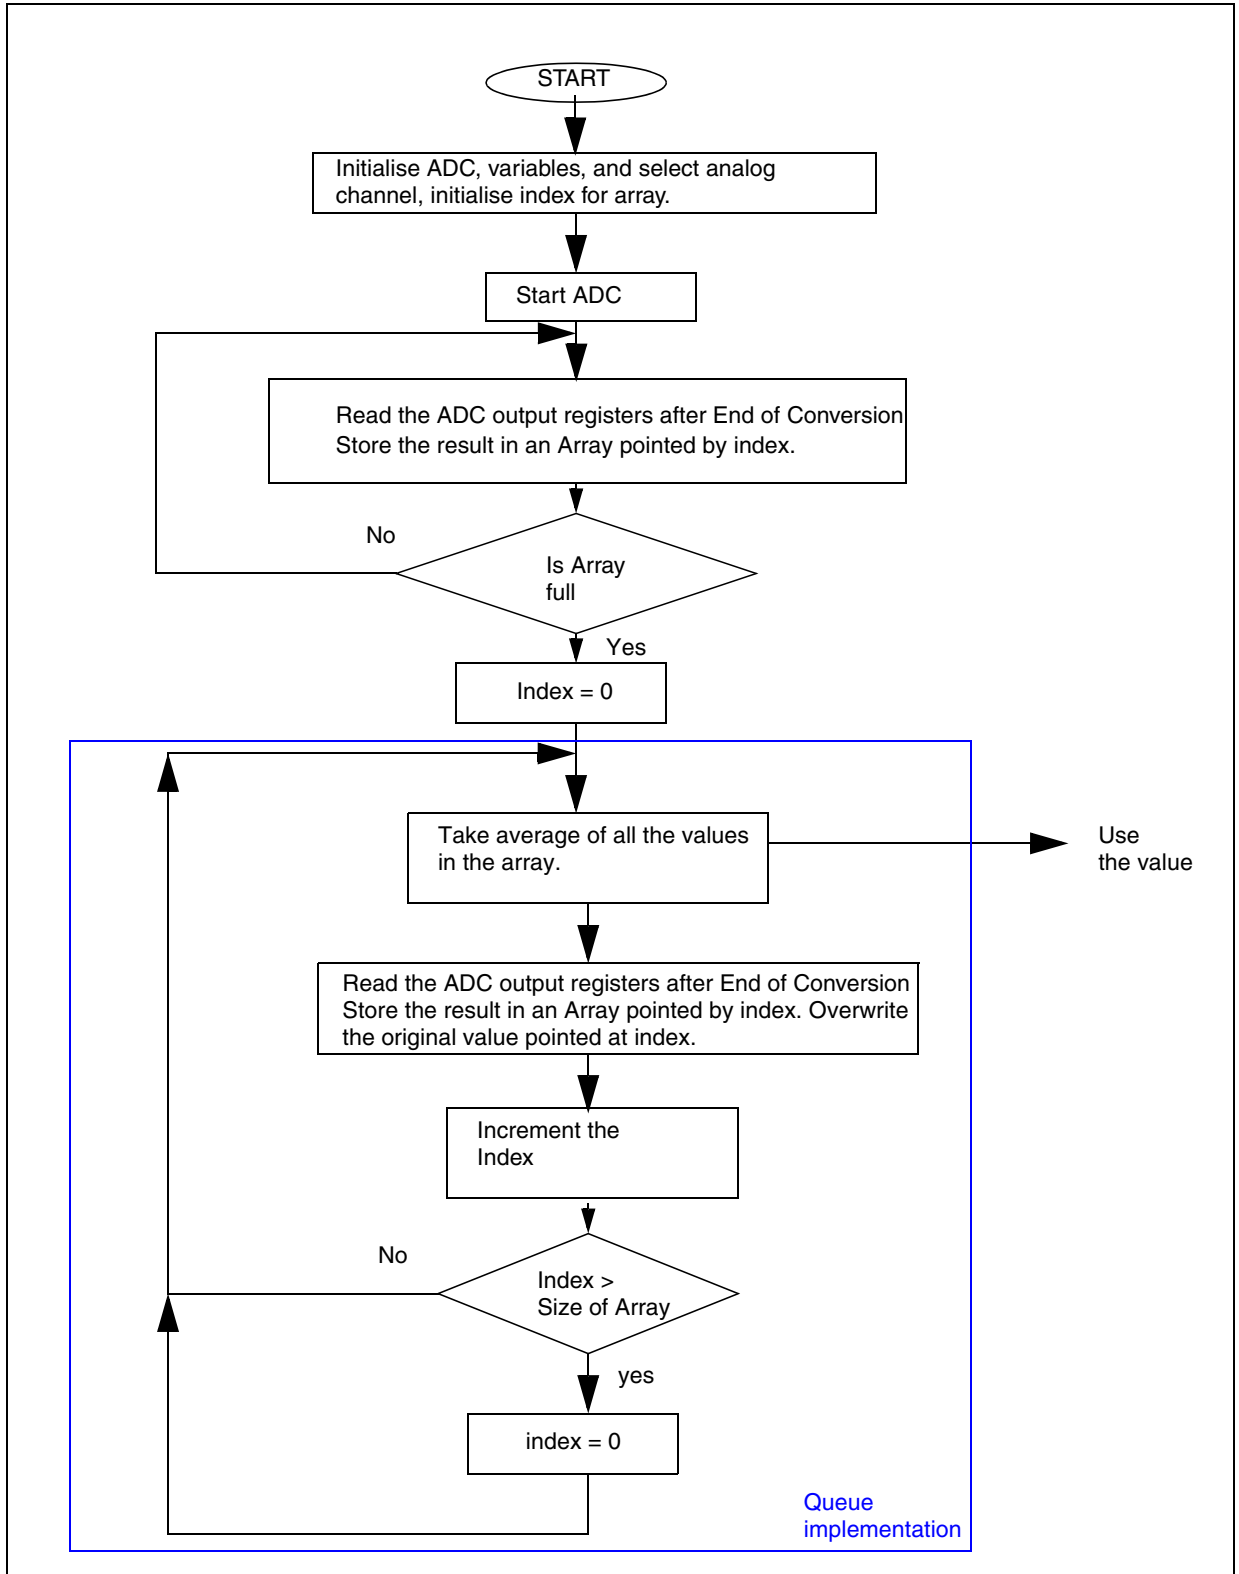 START
Initialise ADC, variables, and select analog
channel, initialise index for array.
Start ADC
Read the ADC output registers after End of Conversion
Store the result in an Array pointed by index.
No
Is Array
full
Yes
Index = 0
Take average of all the values
in the array.
Use
the value
Read the ADC output registers after End of Conversion
Store the result in an Array pointed by index. Overwrite
the original value pointed at index.
Increment the
Index
No
Index >
Size of Array
yes
index = 0
Queue
implementation